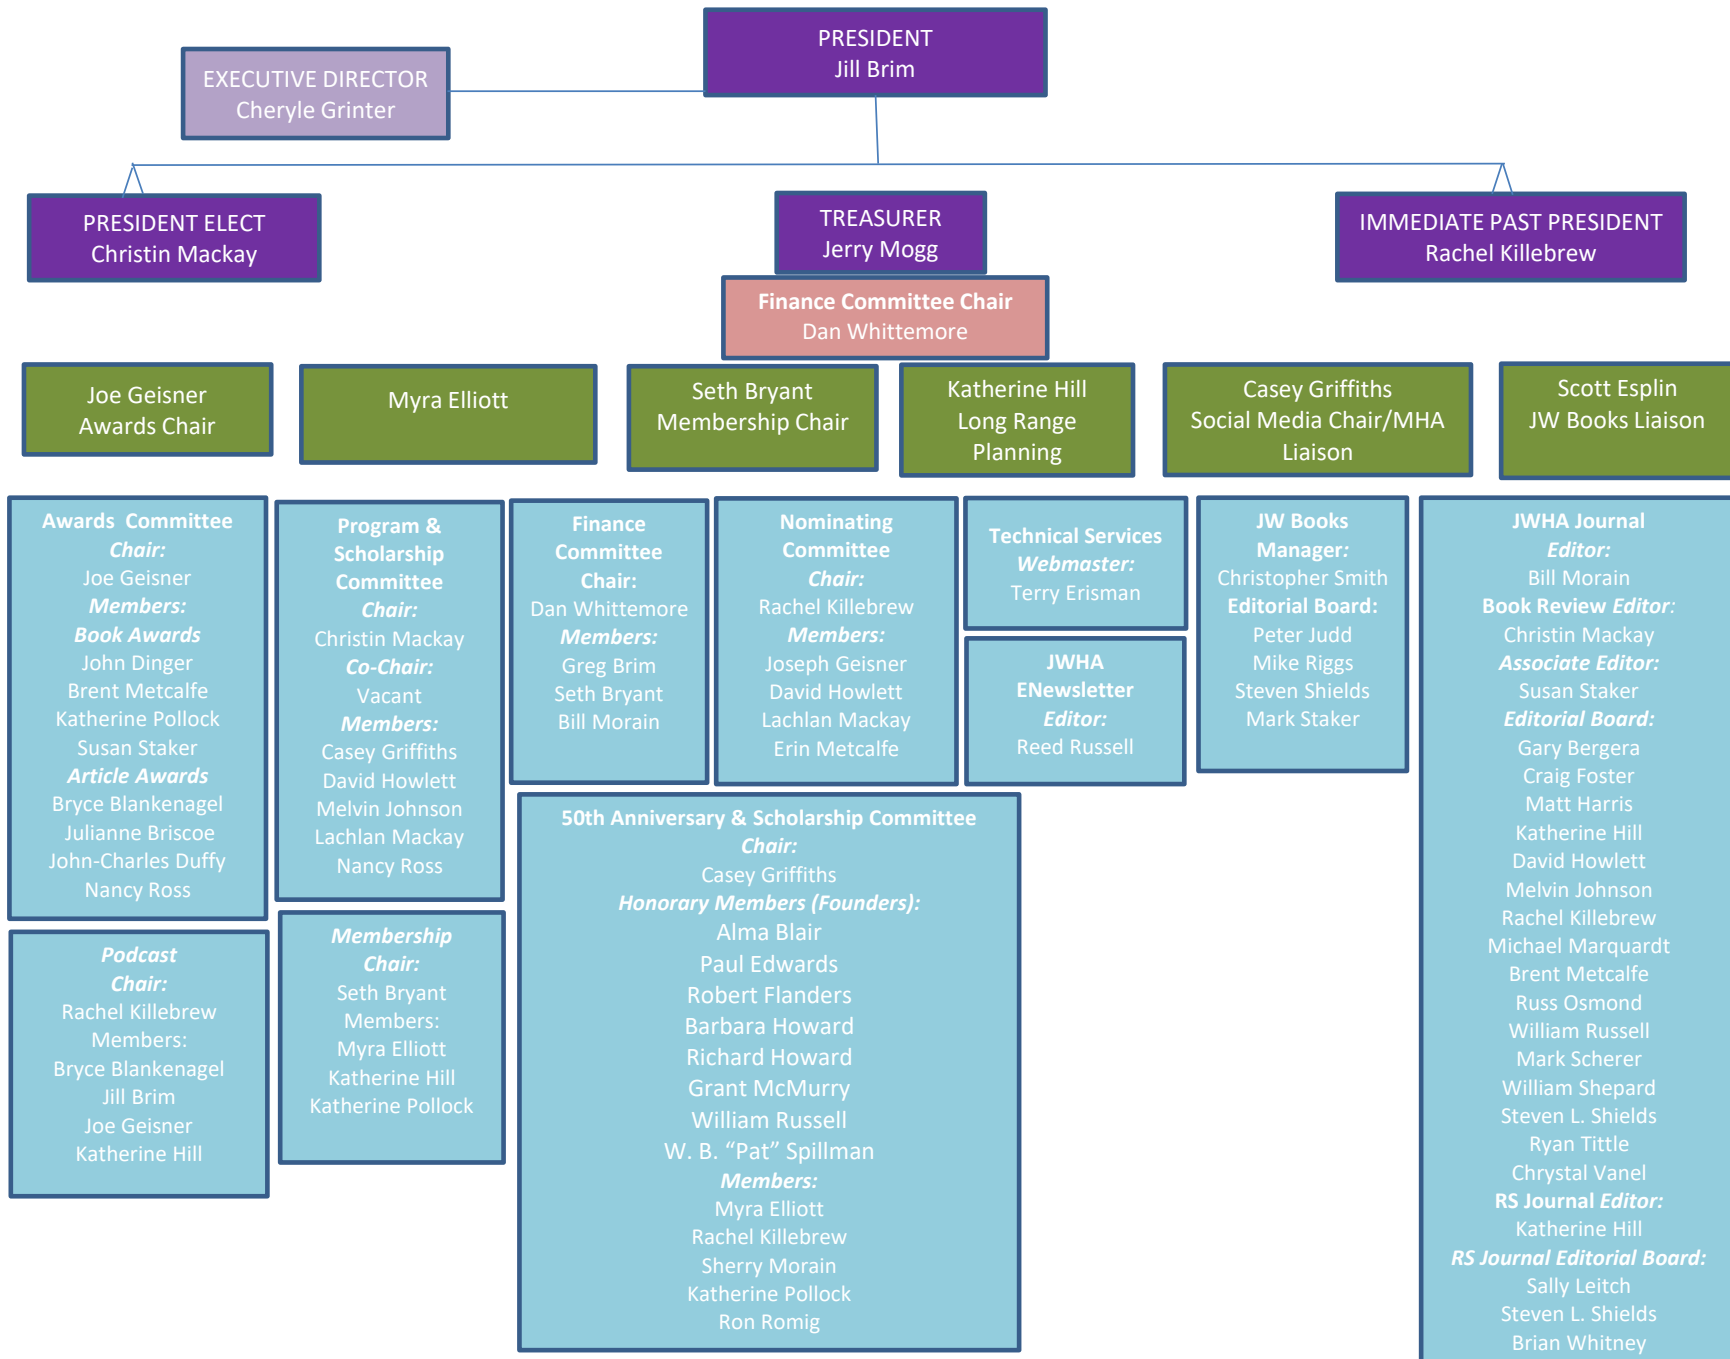 PRESIDENT
Jill Brim
EXECUTIVE DIRECTOR
Cheryle Grinter
PRESIDENT ELECT
Christin Mackay
TREASURER
Jerry Mogg
IMMEDIATE PAST PRESIDENT
Rachel Killebrew
Finance Committee Chair
Dan Whittemore
Joe Geisner
Awards Chair
Myra Elliott
Seth Bryant
Membership Chair
Katherine Hill
Long Range
Planning
Casey Griffiths
Social Media Chair/MHA
Liaison
Scott Esplin
JW Books Liaison
Awards Committee
Chair:
Joe Geisner
Members:
Book Awards
John Dinger
Brent Metcalfe
Katherine Pollock
Susan Staker
Article Awards
Bryce Blankenagel
Julianne Briscoe
John-Charles Duffy
Nancy Ross
Program &
Scholarship
Committee
Chair:
Christin Mackay
Co-Chair:
Vacant
Members:
Casey Griffiths
David Howlett
Melvin Johnson
Lachlan Mackay
Nancy Ross
Finance
Committee
Chair:
Dan Whittemore
Members:
Greg Brim
Seth Bryant
Bill Morain
Nominating
Committee
Chair:
Rachel Killebrew
Members:
Joseph Geisner
David Howlett
Lachlan Mackay
Erin Metcalfe
Technical Services
Webmaster:
Terry Erisman
JWHA
ENewsletter
Editor:
Reed Russell
JW Books
Manager:
Christopher Smith
Editorial Board:
Peter Judd
Mike Riggs
Steven Shields
Mark Staker
JWHA Journal
Editor:
Bill Morain
Book Review Editor:
Christin Mackay
Associate Editor:
Susan Staker
Editorial Board:
Gary Bergera
Craig Foster
Matt Harris
Katherine Hill
David Howlett
Melvin Johnson
Rachel Killebrew
Michael Marquardt
Brent Metcalfe
Russ Osmond
William Russell
Mark Scherer
William Shepard
Steven L. Shields
Ryan Tittle
Chrystal Vanel
RS Journal Editor:
Katherine Hill
RS Journal Editorial Board:
Sally Leitch
Steven L. Shields
Brian Whitney
Podcast
Chair:
Rachel Killebrew
Members:
Bryce Blankenagel
Jill Brim
Joe Geisner
Katherine Hill
Membership
Chair:
Seth Bryant
Members:
Myra Elliott
Katherine Hill
Katherine Pollock
50th Anniversary & Scholarship Committee
Chair:
Casey Griffiths
Honorary Members (Founders):
Alma Blair
Paul Edwards
Robert Flanders
Barbara Howard
Richard Howard
Grant McMurry
William Russell
W. B. “Pat” Spillman
Members:
Myra Elliott
Rachel Killebrew
Sherry Morain
Katherine Pollock
Ron Romig